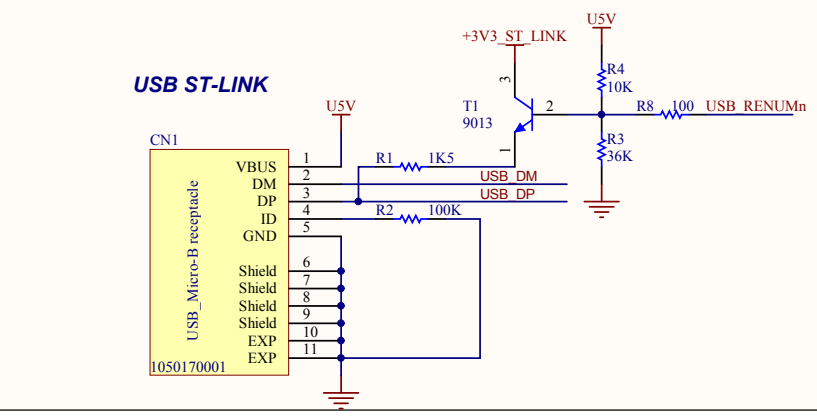 U5V
+3V3_ST_LINK
USB ST-LINK
3
R4
10K
U5V
T1
9013
2
R8
100
USB_RENUMn
CN1
R3
36K
1
VBUS
1
R1
1K5
DM
2
USB_DM
DP
3
USB_DP
ID
4
R2
100K
GND
5
USB_Micro-B receptacle
Shield
6
Shield
7
Shield
8
Shield
9
EXP
10
EXP
11
1050170001